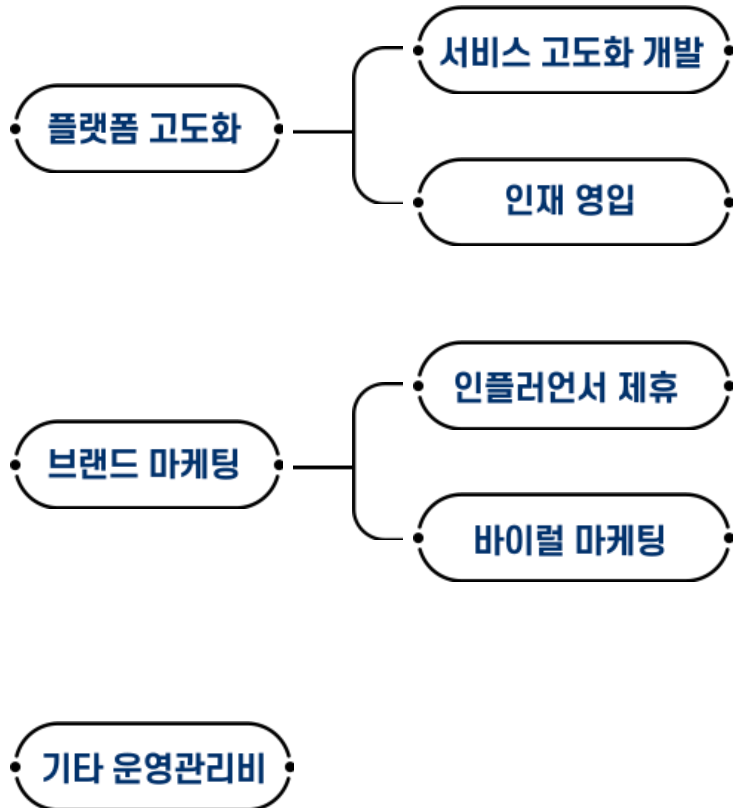 플랫폼 고도화
서비스 고도화 개발
인재 영입
브랜드 마케팅
인플러언서 제휴
바이럴 마케팅
기타 운영관리비